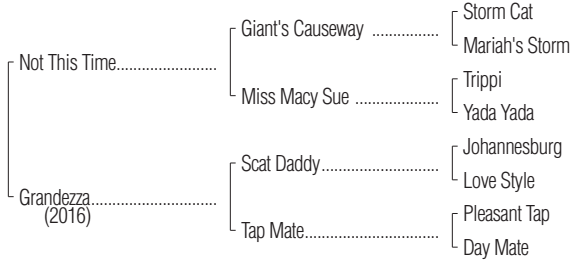 Storm Cat
Giant's Causeway ..................
Mariah's Storm
Not This Time..........................
Trippi
Miss Macy Sue ......................
Yada Yada
Johannesburg
Scat Daddy...............................
Love Style
Grandezza.................................
(2016)
Pleasant Tap
Tap Mate...................................
Day Mate